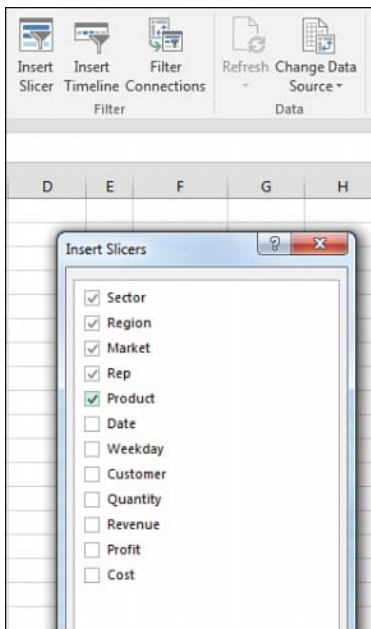 Insert Slicer
Insert Timeline
Filter Connections
Refresh
Change Data Source
Filter
Data
D E F G H
Insert Slicers
?
Sector
Region
Market
Rep
Product
Date
Weekday
Customer
Quantity
Revenue
Profit
Cost